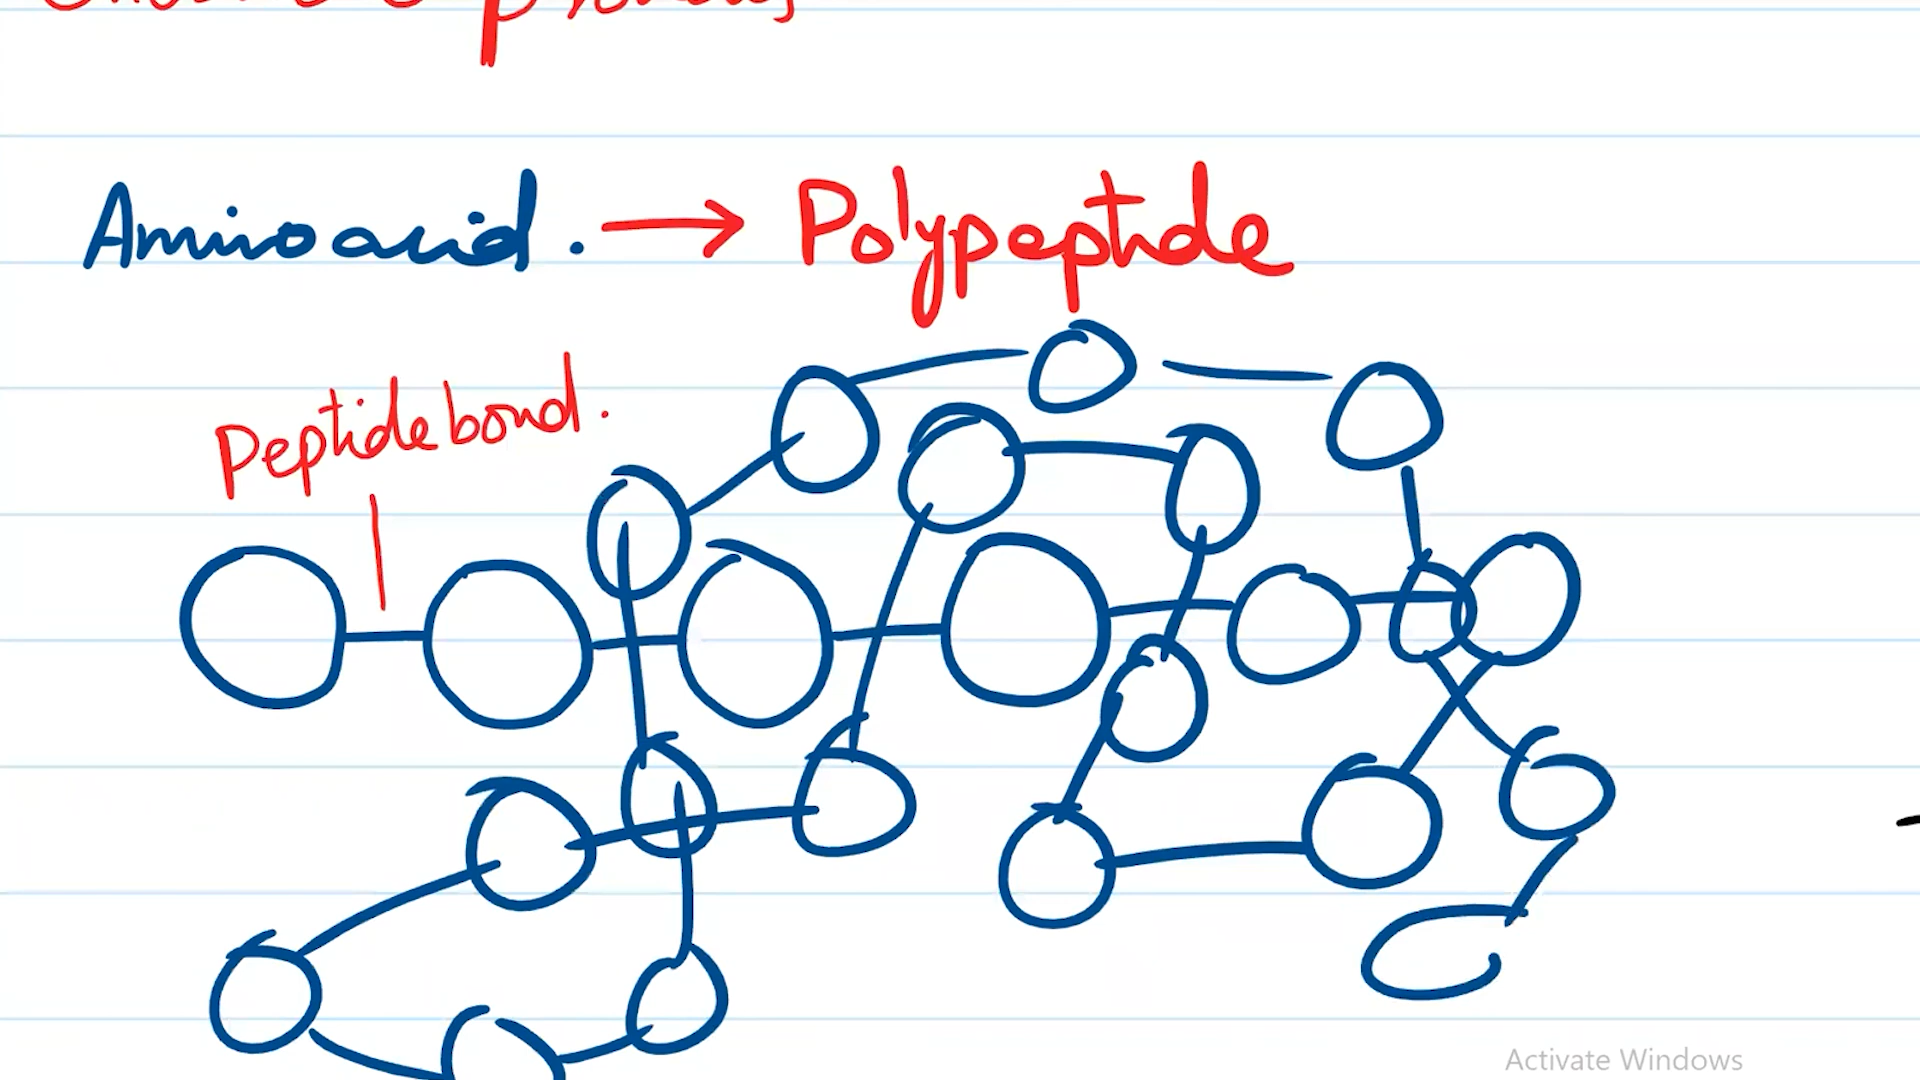 Amino acid. → Polypeptide
Peptide bond.
Activate Windows